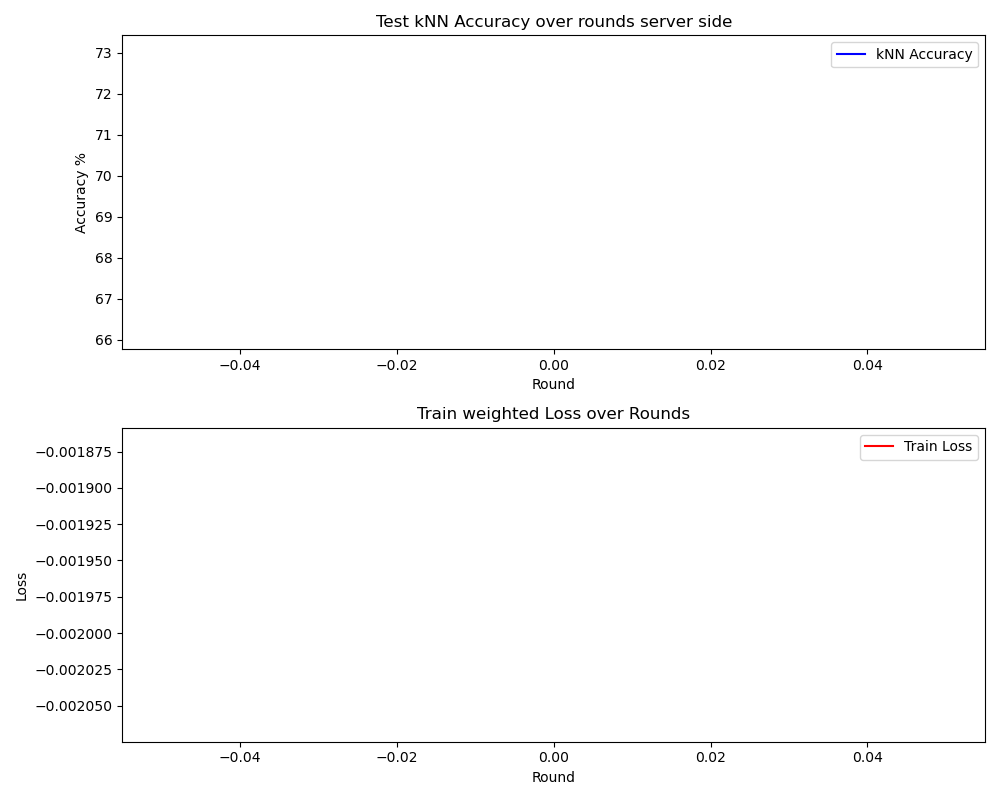 Test kNN Accuracy over rounds server side
kNN Accuracy
73
72
71
70
69
68
67
66
Accuracy %
−0.04 −0.02 0.00 0.02 0.04
Round
Train weighted Loss over Rounds
Train Loss
−0.001875
−0.001900
−0.001925
−0.001950
−0.001975
−0.002000
−0.002025
−0.002050
Loss
−0.04 −0.02 0.00 0.02 0.04
Round